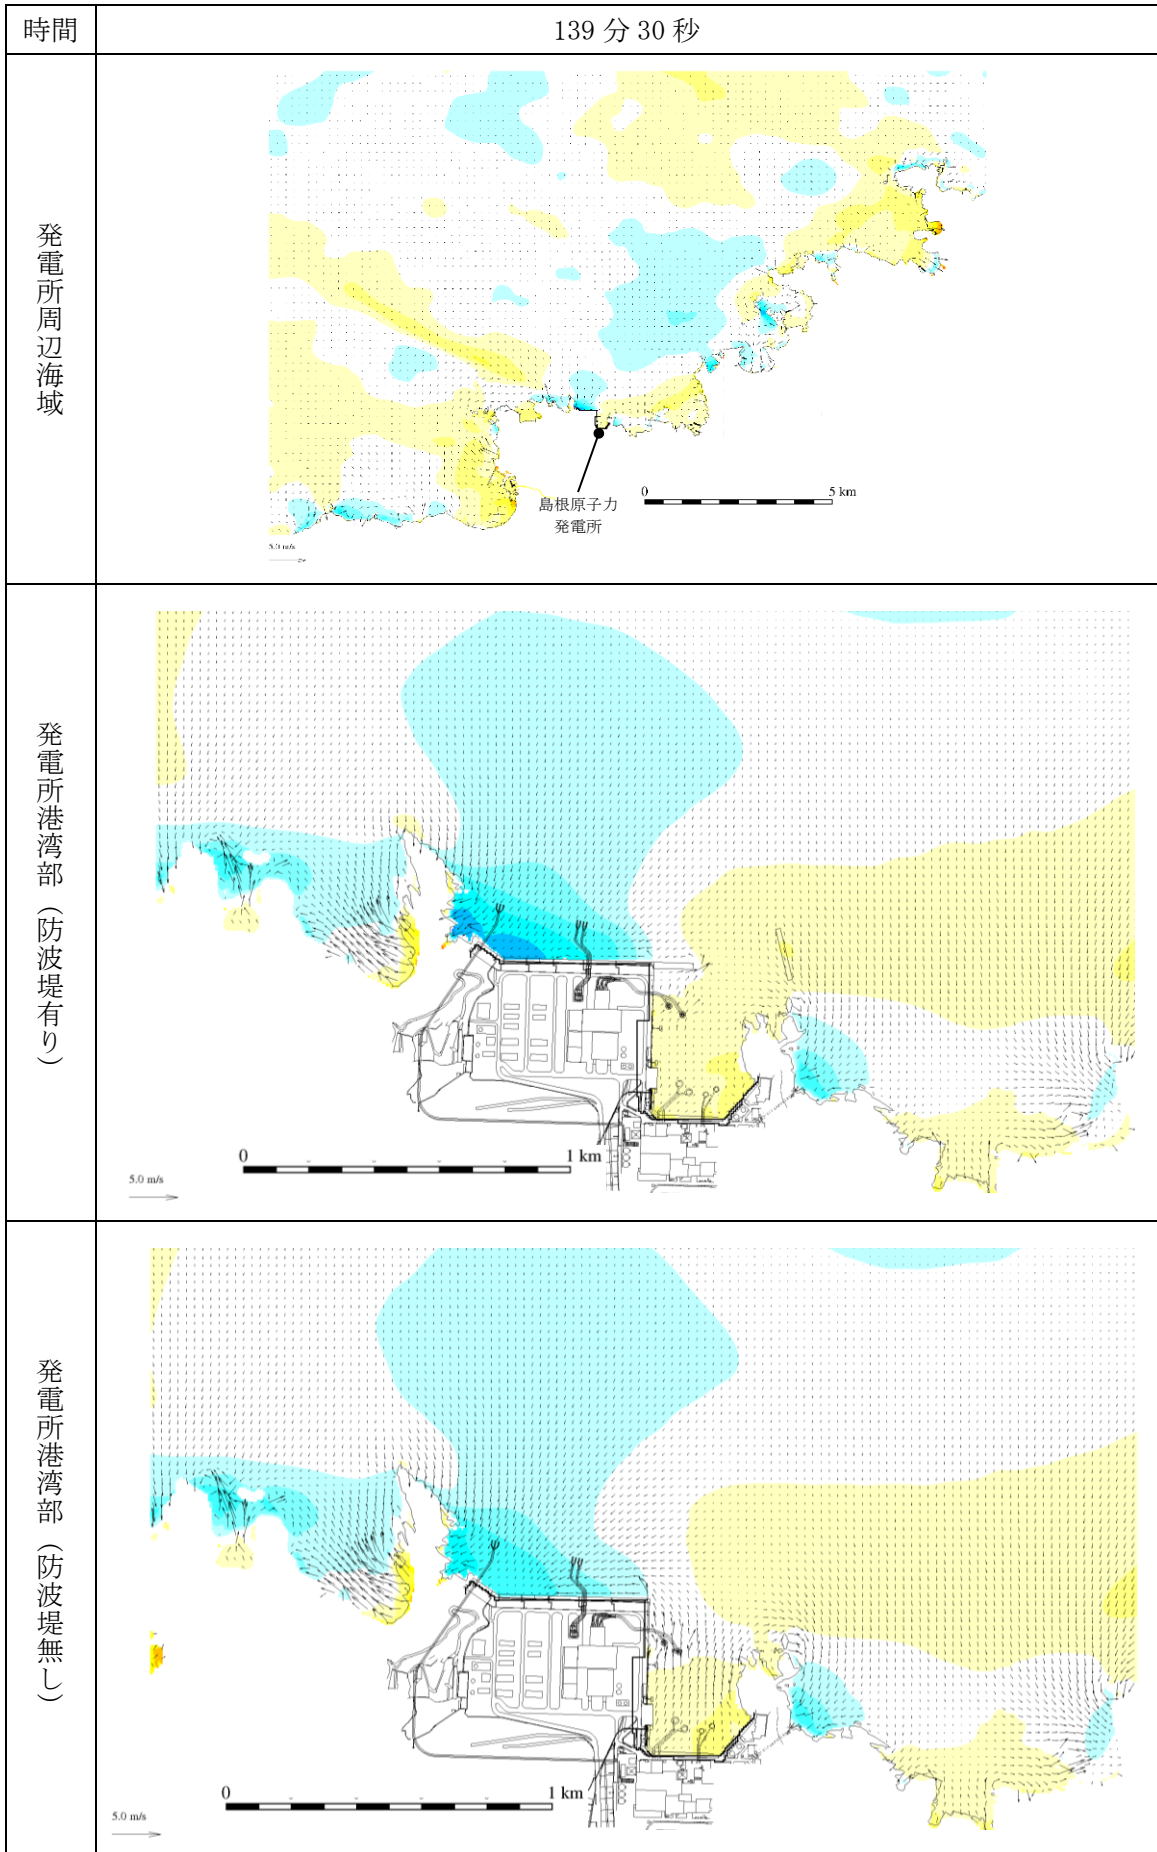 時間
139 分 30 秒
発電所周辺海域
島根原子力
発電所
0 5 km
5.0 m/s
発電所港湾部（防波堤有り）
0 1 km
5.0 m/s
発電所港湾部（防波堤無し）
0 1 km
5.0 m/s